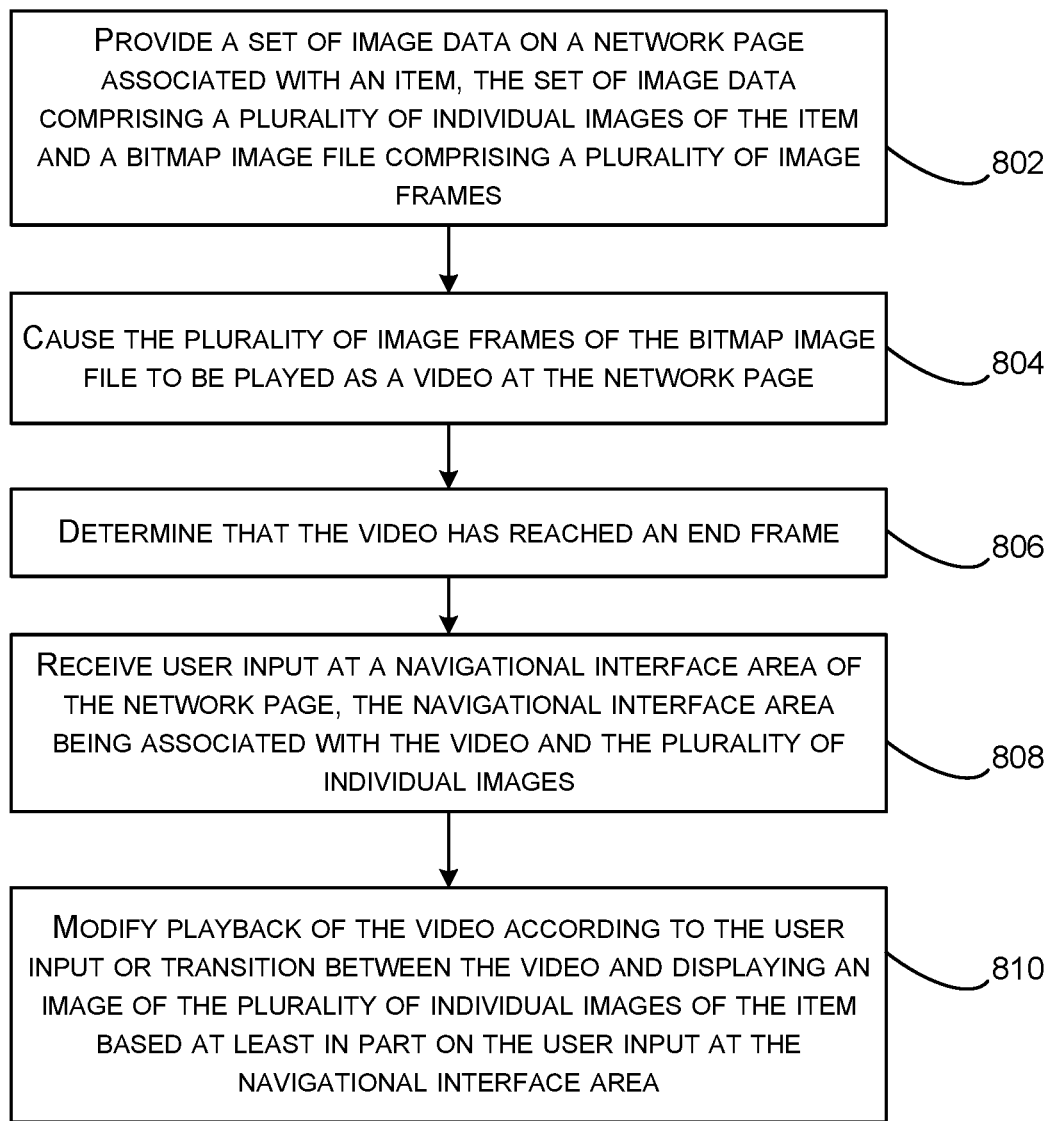 PROVIDE A SET OF IMAGE DATA ON A NETWORK PAGE
ASSOCIATED WITH AN ITEM, THE SET OF IMAGE DATA
COMPRISING A PLURALITY OF INDIVIDUAL IMAGES OF THE ITEM
AND A BITMAP IMAGE FILE COMPRISING A PLURALITY OF IMAGE
FRAMES
802
CAUSE THE PLURALITY OF IMAGE FRAMES OF THE BITMAP IMAGE
FILE TO BE PLAYED AS A VIDEO AT THE NETWORK PAGE
804
DETERMINE THAT THE VIDEO HAS REACHED AN END FRAME
806
RECEIVE USER INPUT AT A NAVIGATIONAL INTERFACE AREA OF
THE NETWORK PAGE, THE NAVIGATIONAL INTERFACE AREA
BEING ASSOCIATED WITH THE VIDEO AND THE PLURALITY OF
INDIVIDUAL IMAGES
808
MODIFY PLAYBACK OF THE VIDEO ACCORDING TO THE USER
INPUT OR TRANSITION BETWEEN THE VIDEO AND DISPLAYING AN
IMAGE OF THE PLURALITY OF INDIVIDUAL IMAGES OF THE ITEM
BASED AT LEAST IN PART ON THE USER INPUT AT THE
NAVIGATIONAL INTERFACE AREA
810